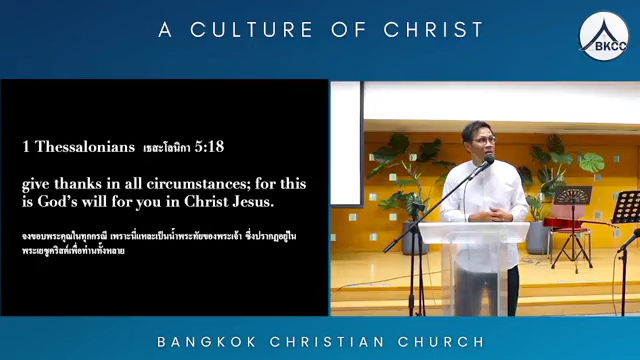 A CULTURE OF CHRIST
BKCC
1 Thessalonians เธสะโลนิกา 5:18
give thanks in all circumstances; for this
is God's will for you in Christ Jesus.
จงขอบพระคุณในทุกกรณี เพราะนี่แหละเป็นน้ำพระทัยของพระเจ้า ซึ่งปรากฏอยู่ใน
พระเยซูคริสต์เพื่อท่านทั้งหลาย
BANGKOK CHRISTIAN CHURCH